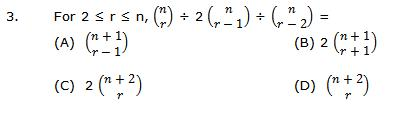 3. For 2 ≤ r ≤ n, (n r) ÷ 2 (n r − 1) ÷ (n r − 2) =
(A) (n + 1 r − 1) (B) 2 (n + 1 r + 1)
(C) 2 (n + 2 r) (D) (n + 2 r)